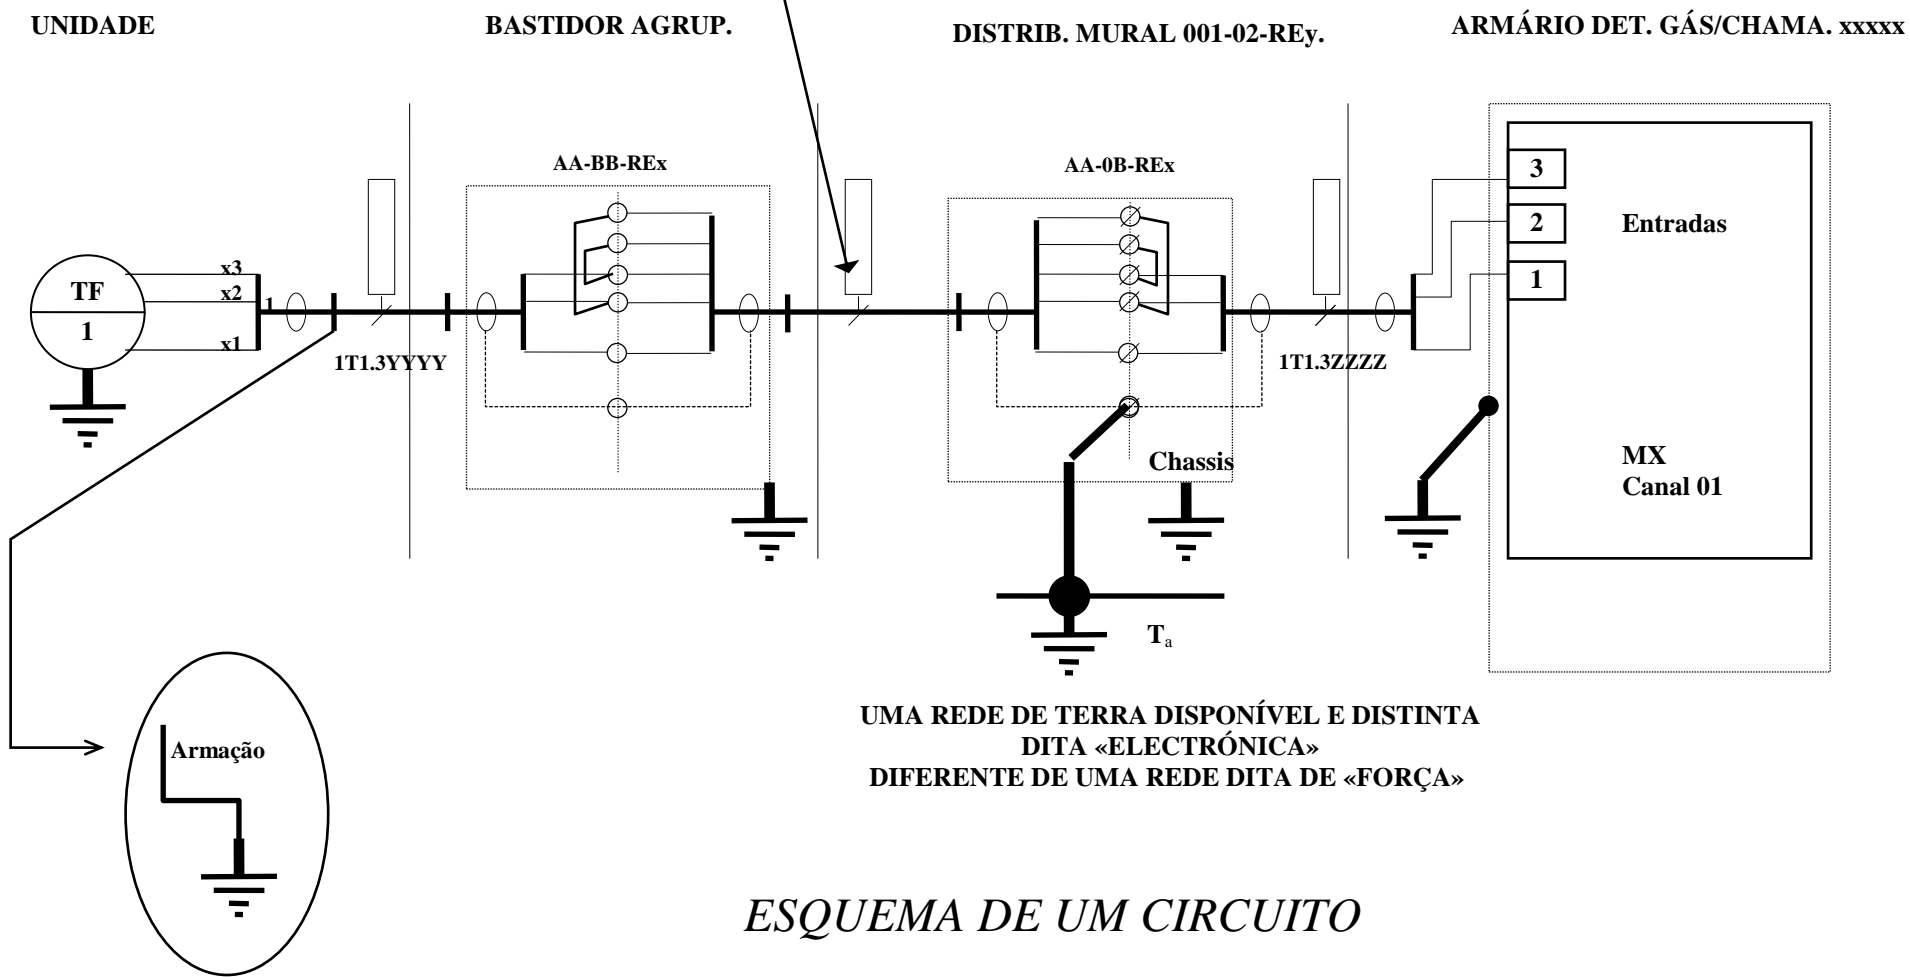 UNIDADE
BASTIDOR AGRUP.
DISTRIB. MURAL 001-02-REy.
ARMÁRIO DET. GÁS/CHAMA. xxxxx
AA-BB-REx
AA-0B-REx
3
2
1
Entradas
TF
1
x3
x2
1
x1
1T1.3YYYY
1T1.3ZZZZ
Chassis
MX
Canal 01
Ta
UMA REDE DE TERRA DISPONÍVEL E DISTINTA
DITA «ELECTRÓNICA»
DIFERENTE DE UMA REDE DITA DE «FORÇA»
Armação
ESQUEMA DE UM CIRCUITO